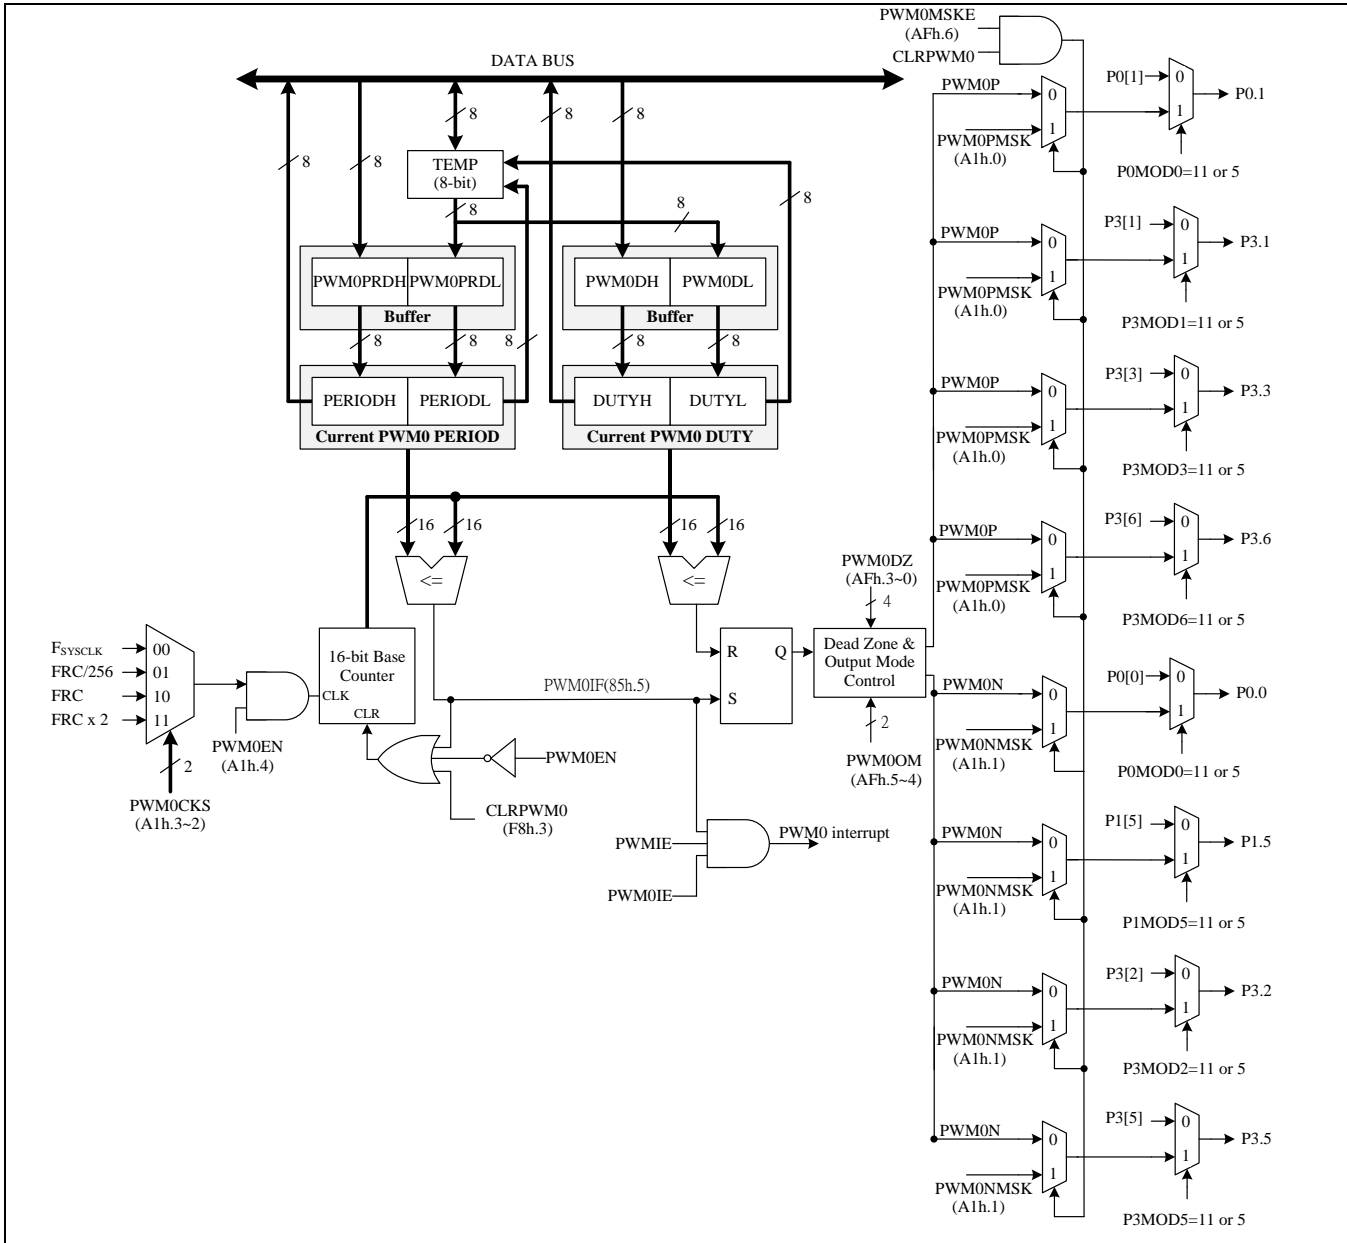 PWM0MSKE
(AFh.6)
CLRPWM0
DATA BUS
8
8
8
8
8
8
TEMP
(8-bit)
8
8
PWM0PRDH
PWM0PRDL
Buffer
PWM0DH
PWM0DL
Buffer
8
8
8
8
8
PERIODH
PERIODL
Current PWM0 PERIOD
DUTYH
DUTYL
Current PWM0 DUTY
16
16
16
16
<=
<=
PWM0DZ
(AFh.3~0)
4
FSYSCLK
FRC/256
FRC
FRC x 2
00
01
10
11
2
PWM0CKS
(A1h.3~2)
PWM0EN
(A1h.4)
16-bit Base
Counter
CLK
CLR
PWM0IF(85h.5)
PWM0EN
CLRPWM0
(F8h.3)
R
S
Q
Dead Zone &
Output Mode
Control
2
PWM0OM
(AFh.5~4)
PWMIE
PWM0IE
PWM0 interrupt
PWM0P
PWM0PMSK
(A1h.0)
0
1
P0[1]
0
1
P0.1
P0MOD0=11 or 5
PWM0P
PWM0PMSK
(A1h.0)
0
1
P3[1]
0
1
P3.1
P3MOD1=11 or 5
PWM0P
PWM0PMSK
(A1h.0)
0
1
P3[3]
0
1
P3.3
P3MOD3=11 or 5
PWM0P
PWM0PMSK
(A1h.0)
0
1
P3[6]
0
1
P3.6
P3MOD6=11 or 5
PWM0N
PWM0NMSK
(A1h.1)
0
1
P0[0]
0
1
P0.0
P0MOD0=11 or 5
PWM0N
PWM0NMSK
(A1h.1)
0
1
P1[5]
0
1
P1.5
P1MOD5=11 or 5
PWM0N
PWM0NMSK
(A1h.1)
0
1
P3[2]
0
1
P3.2
P3MOD2=11 or 5
PWM0N
PWM0NMSK
(A1h.1)
0
1
P3[5]
0
1
P3.5
P3MOD5=11 or 5